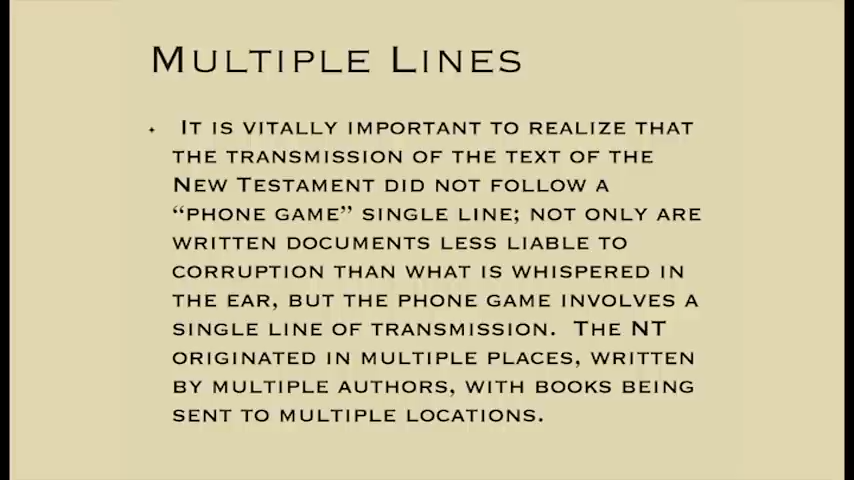 Multiple Lines
It is vitally important to realize that
the transmission of the text of the
New Testament did not follow a
“phone game” single line; not only are
written documents less liable to
corruption than what is whispered in
the ear, but the phone game involves a
single line of transmission. The NT
originated in multiple places, written
by multiple authors, with books being
sent to multiple locations.